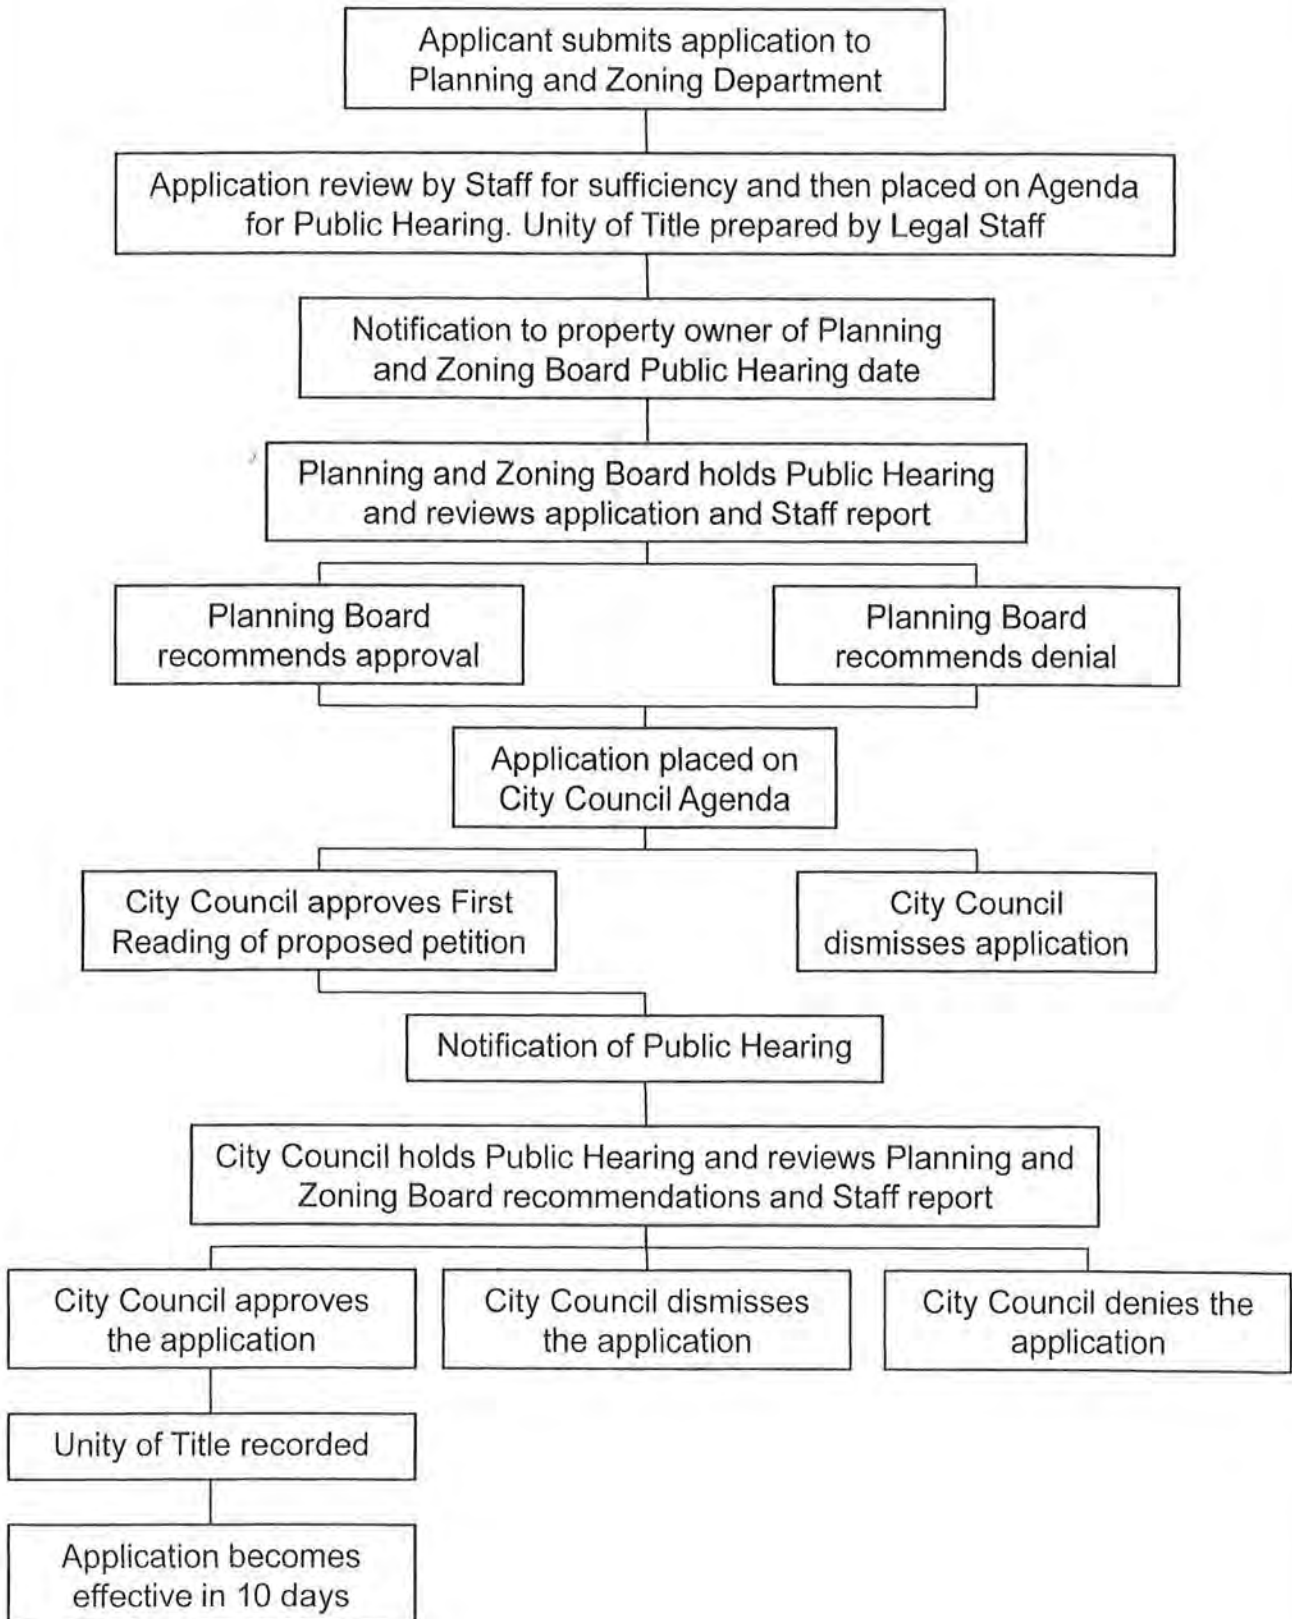 Applicant submits application to
Planning and Zoning Department
Application review by Staff for sufficiency and then placed on Agenda
for Public Hearing. Unity of Title prepared by Legal Staff
Notification to property owner of Planning
and Zoning Board Public Hearing date
Planning and Zoning Board holds Public Hearing
and reviews application and Staff report
Planning Board
recommends approval
Planning Board
recommends denial
Application placed on
City Council Agenda
City Council approves First
Reading of proposed petition
City Council
dismisses application
Notification of Public Hearing
City Council holds Public Hearing and reviews Planning and
Zoning Board recommendations and Staff report
City Council approves
the application
City Council dismisses
the application
City Council denies the
application
Unity of Title recorded
Application becomes
effective in 10 days